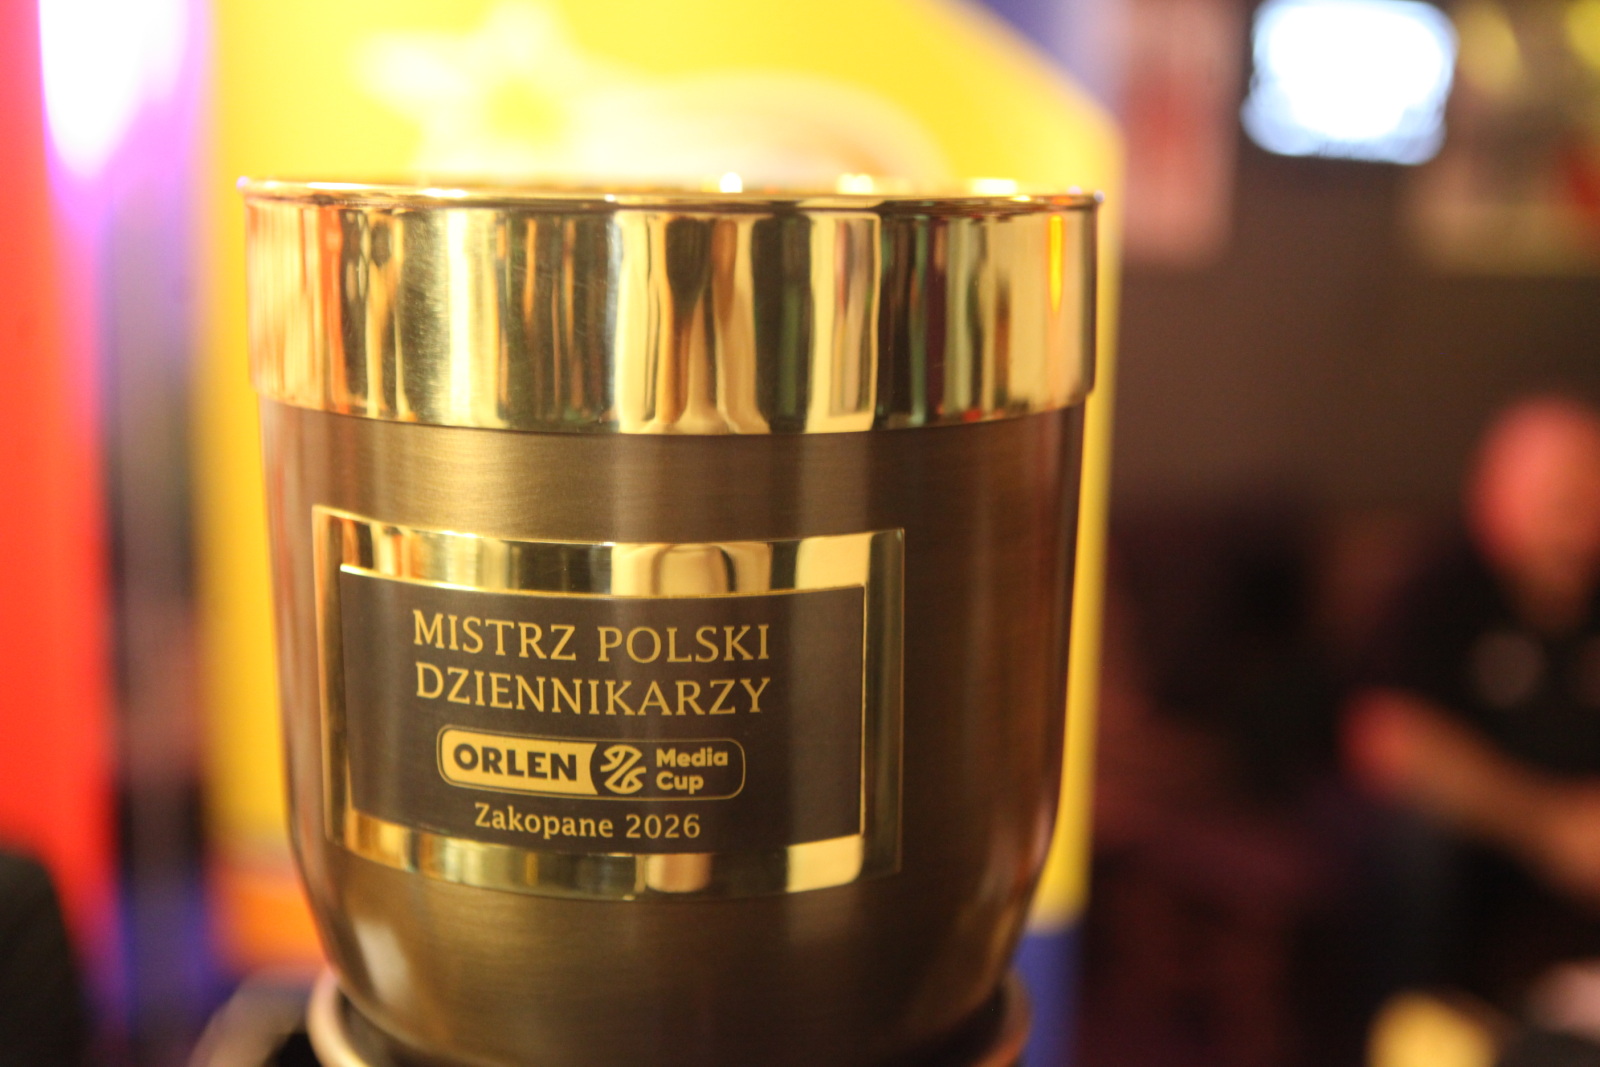 MISTRZ POLSKI
DZIENNIKARZY
ORLEN Media
Cup
Zakopane 2026